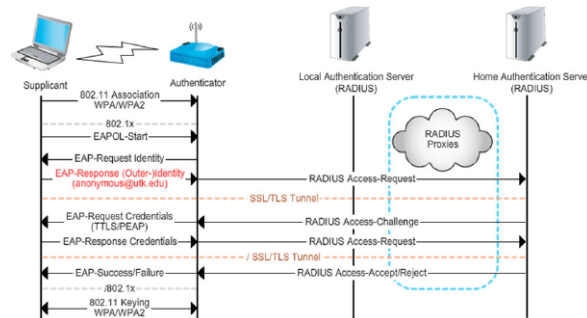 Supplicant
Authenticator
Local Authentication Server
(RADIUS)
Home Authentication Server
(RADIUS)
802.11 Association
WPA/WPA2
802.1x
EAPOL-Start
RADIUS
Proxies
EAP-Request Identity
EAP-Response (Outer-)Identity
(anonymous@utk.edu)
RADIUS Access-Request
SSL/TLS Tunnel
EAP-Request Credentials
(TTLS/PEAP)
RADIUS Access-Challenge
EAP-Response Credentials
RADIUS Access-Request
/ SSL/TLS Tunnel
EAP-Success/Failure
RADIUS Access-Accept/Reject
/802.1x
802.11 Keying
WPA/WPA2